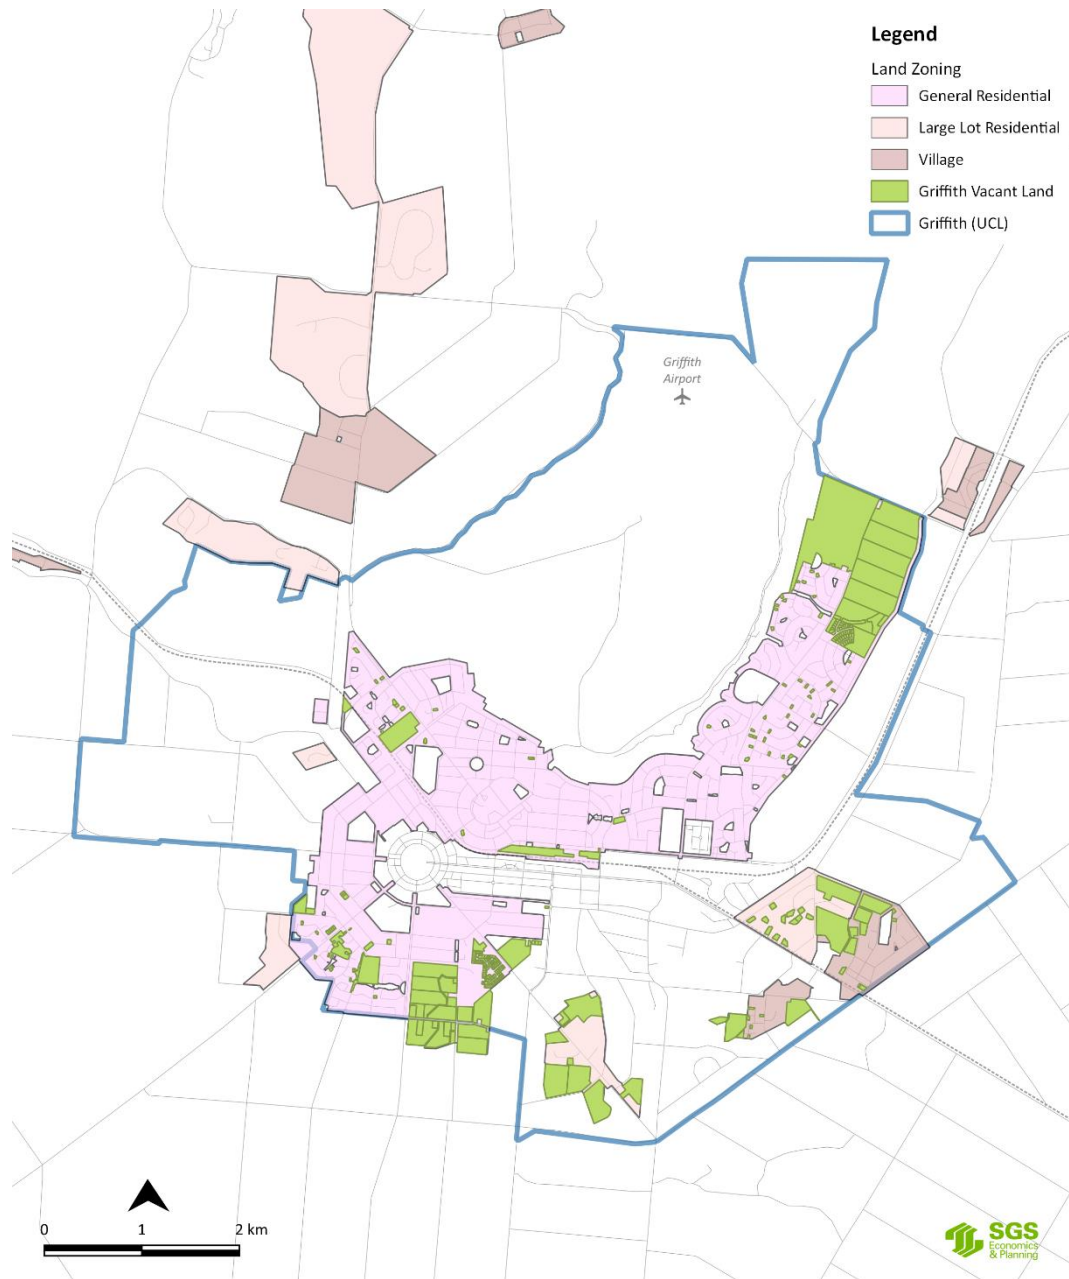 Legend
Land Zoning
General Residential
Large Lot Residential
Village
Griffith Vacant Land
Griffith (UCL)
Griffith
Airport
0 1 2 km
SGS
Economics
& Planning